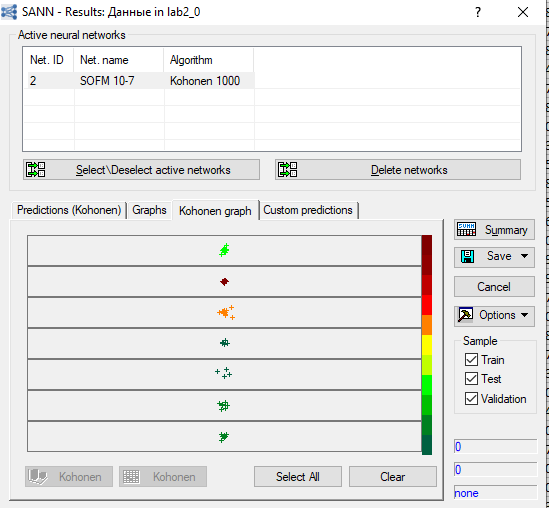 SANN - Results: Данные in lab2_0
Active neural networks
Net. ID Net. name Algorithm
2 SOFM 10-7 Kohonen 1000
Select\Deselect active networks Delete networks
Predictions (Kohonen) Graphs Kohonen graph Custom predictions
Summary
Save
Cancel
Options
Sample
Train
Test
Validation
0
0
none
Kohonen Kohonen Select All Clear